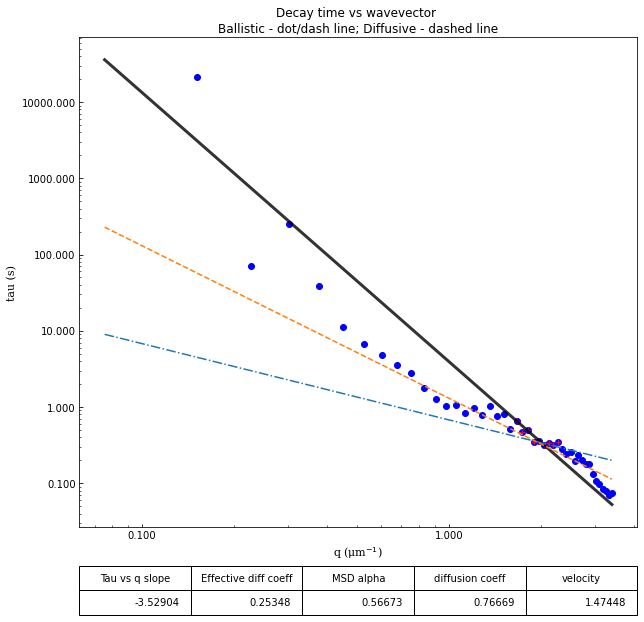 Decay time vs wavevector
Ballistic - dot/dash line; Diffusive - dashed line
10000.000
1000.000
100.000
10.000
1.000
0.100
tau (s)
0.100 1.000
q (μm⁻¹)
Tau vs q slope Effective diff coeff MSD alpha diffusion coeff velocity
-3.52904 0.25348 0.56673 0.76669 1.47448